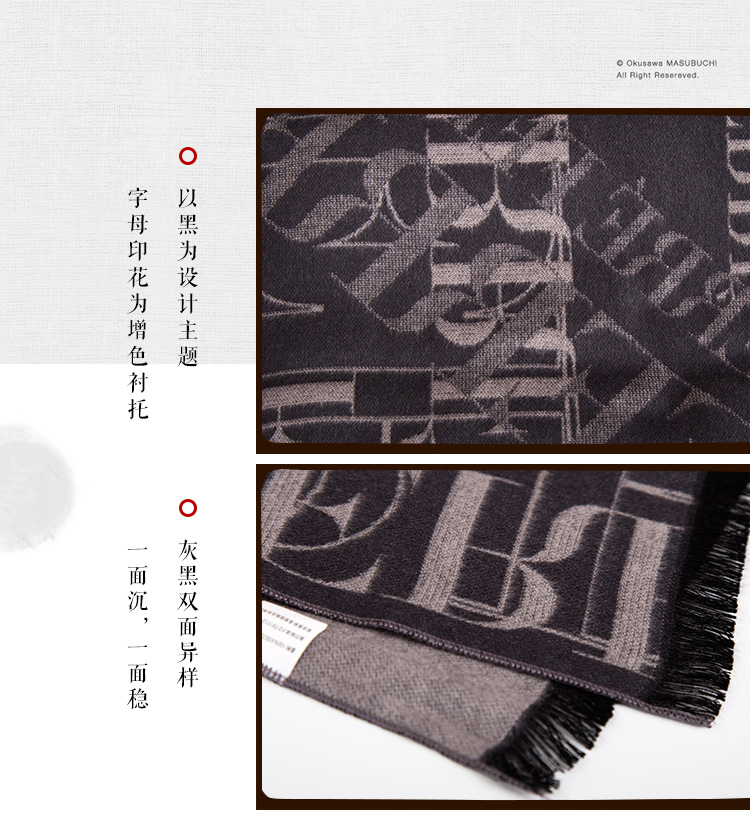 © Okusawa MASUBUCHI
All Right Resereved.
以黑为设计主题
字母印花为增色衬托
灰黑双面异样
一面沉，一面稳